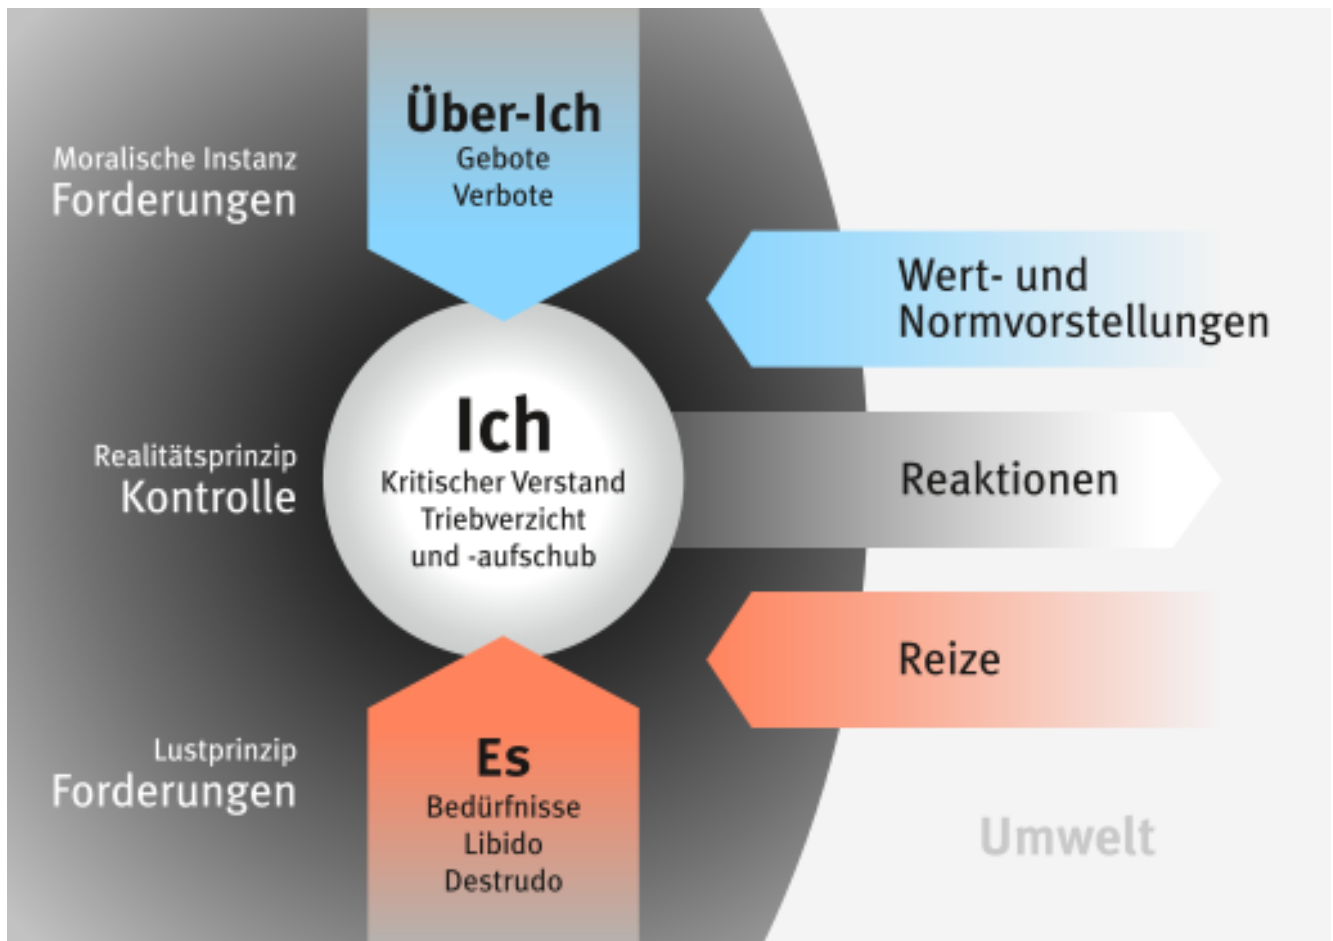 Über-Ich
Gebote
Verbote
Moralische Instanz
Forderungen
Wert- und
Normvorstellungen
Ich
Kritischer Verstand
Triebverzicht
und -aufschub
Realitätsprinzip
Kontrolle
Reaktionen
Reize
Lustprinzip
Forderungen
Es
Bedürfnisse
Libido
Destrudo
Umwelt